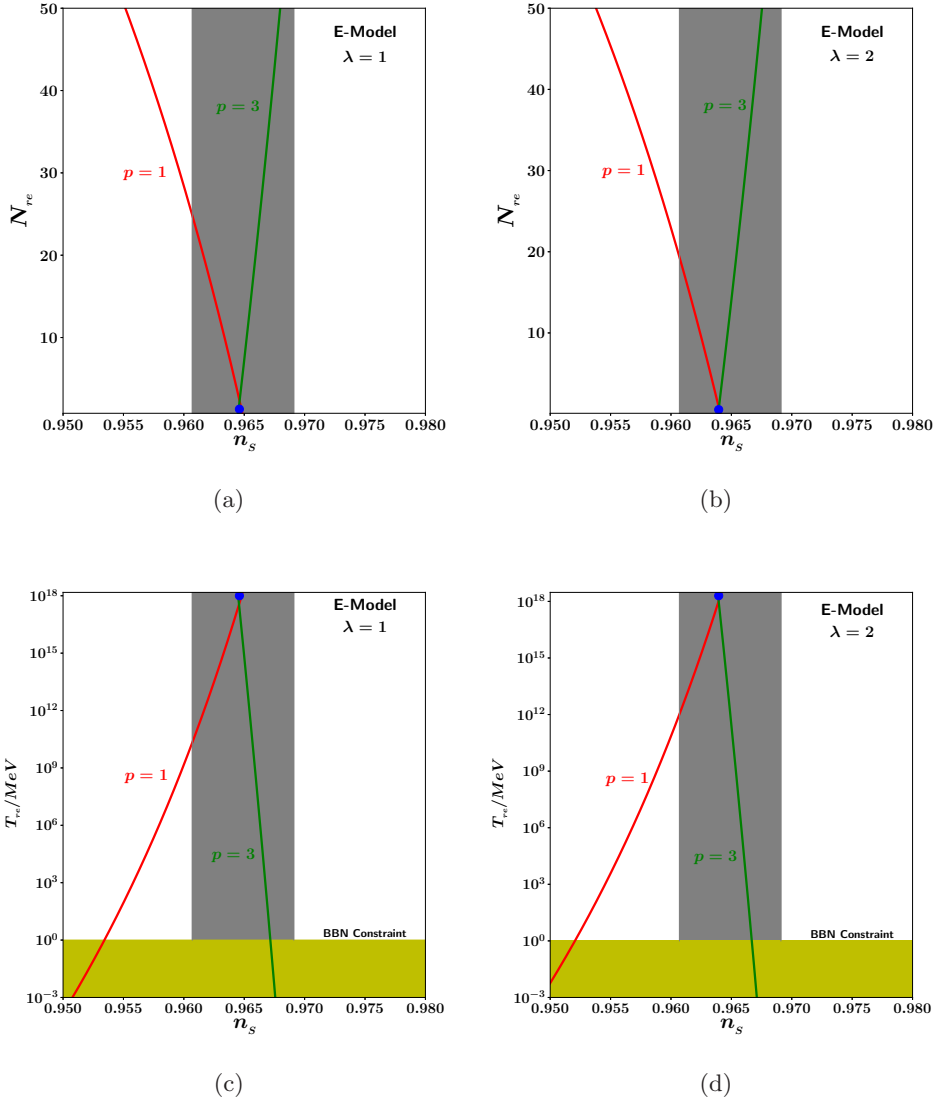 50
40
30
20
10
N_re
E-Model
λ = 1
p = 3
p = 1
0.950 0.955 0.960 0.965 0.970 0.975 0.980
n_s
(a)
50
40
30
20
10
N_re
E-Model
λ = 2
p = 3
p = 1
0.950 0.955 0.960 0.965 0.970 0.975 0.980
n_s
(b)
10^18
10^15
10^12
10^9
10^6
10^3
10^0
10^−3
T_re/MeV
E-Model
λ = 1
p = 1
p = 3
BBN Constraint
0.950 0.955 0.960 0.965 0.970 0.975 0.980
n_s
(c)
10^18
10^15
10^12
10^9
10^6
10^3
10^0
10^−3
T_re/MeV
E-Model
λ = 2
p = 1
p = 3
BBN Constraint
0.950 0.955 0.960 0.965 0.970 0.975 0.980
n_s
(d)